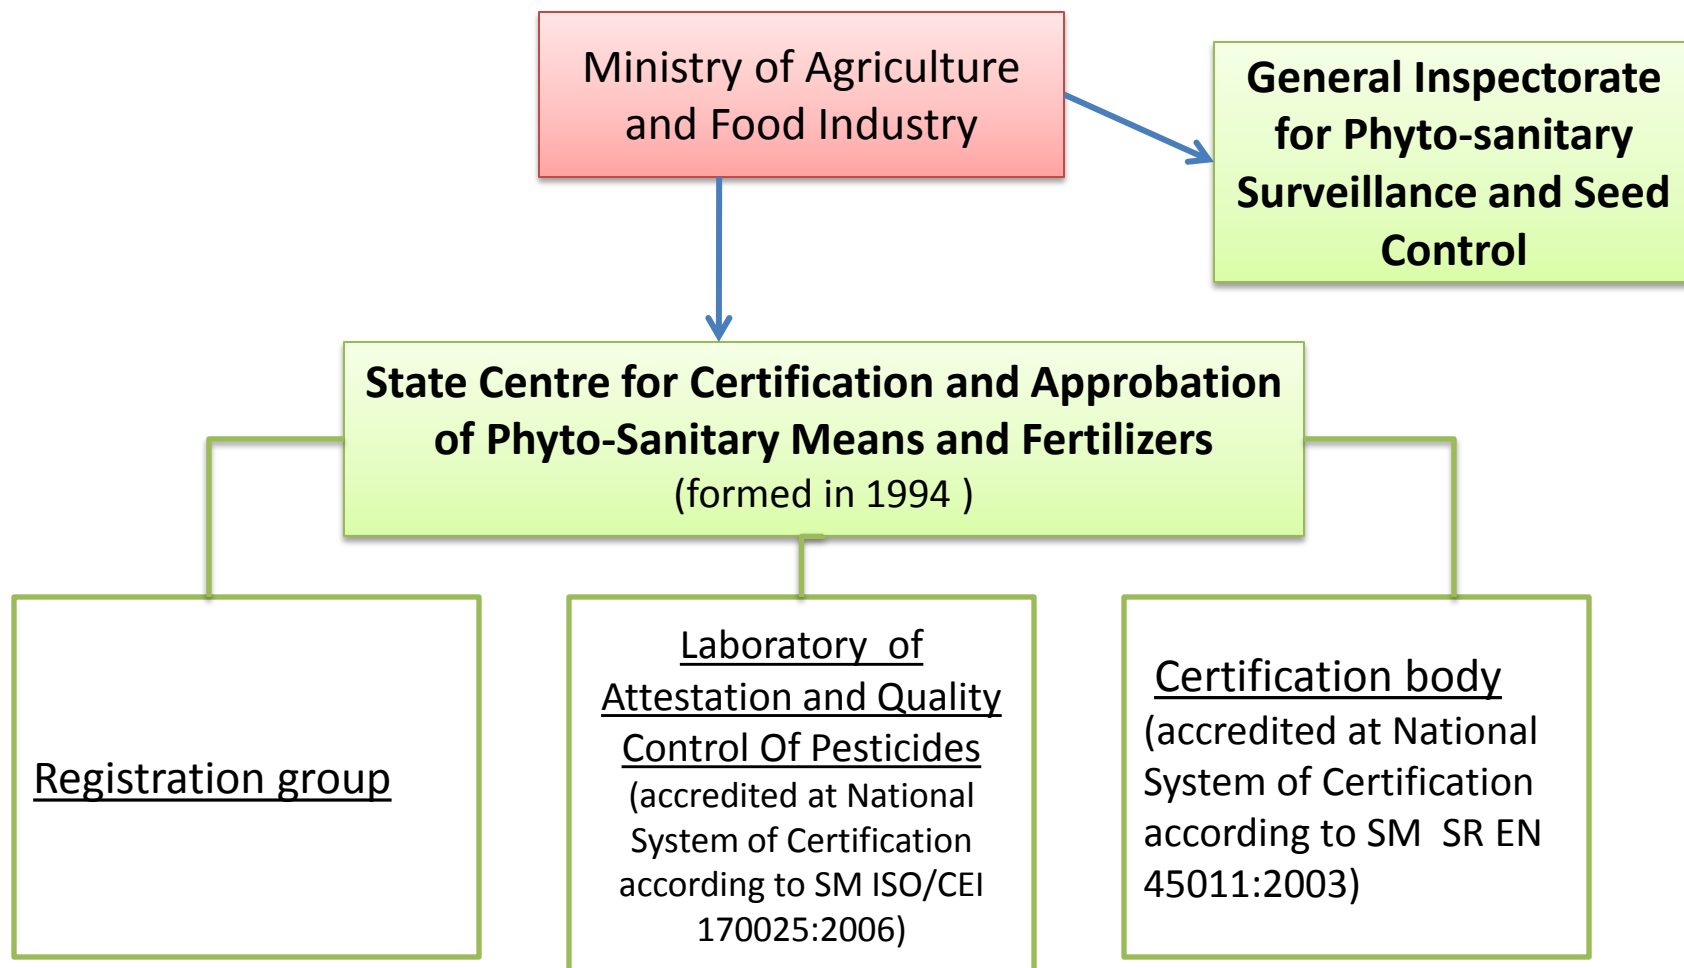 Ministry of Agriculture
and Food Industry
General Inspectorate
for Phyto-sanitary
Surveillance and Seed
Control
State Centre for Certification and Approbation
of Phyto-Sanitary Means and Fertilizers
(formed in 1994 )
Registration group
Laboratory  of
Attestation and Quality
Control Of Pesticides
(accredited at National
System of Certification
according to SM ISO/CEI
170025:2006)
Certification body
(accredited at National
System of Certification
according to SM  SR EN
45011:2003)